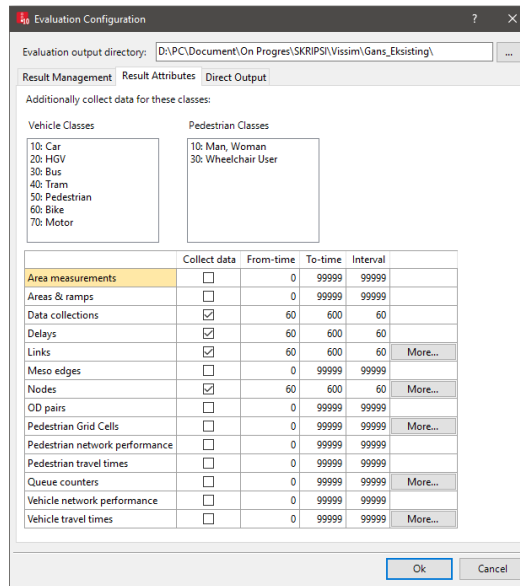 Evaluation Configuration
Evaluation output directory: D:\PC\Document\On Progres\SKRIPSI\Vissim\Gans_Eksisting\ ...
Result Management Result Attributes Direct Output
Additionally collect data for these classes:
Vehicle Classes Pedestrian Classes
10: Car 10: Man, Woman
20: HGV 30: Wheelchair User
30: Bus
40: Tram
50: Pedestrian
60: Bike
70: Motor
Collect data From-time To-time Interval
Area measurements 0 99999 99999
Areas & ramps 0 99999 99999
Data collections 60 600 60
Delays 60 600 60
Links 60 600 60 More...
Meso edges 0 99999 99999
Nodes 60 600 60 More...
OD pairs 0 99999 99999
Pedestrian Grid Cells 0 99999 99999 More...
Pedestrian network performance 0 99999 99999
Pedestrian travel times 0 99999 99999
Queue counters 0 99999 99999 More...
Vehicle network performance 0 99999 99999
Vehicle travel times 0 99999 99999 More...
Ok Cancel